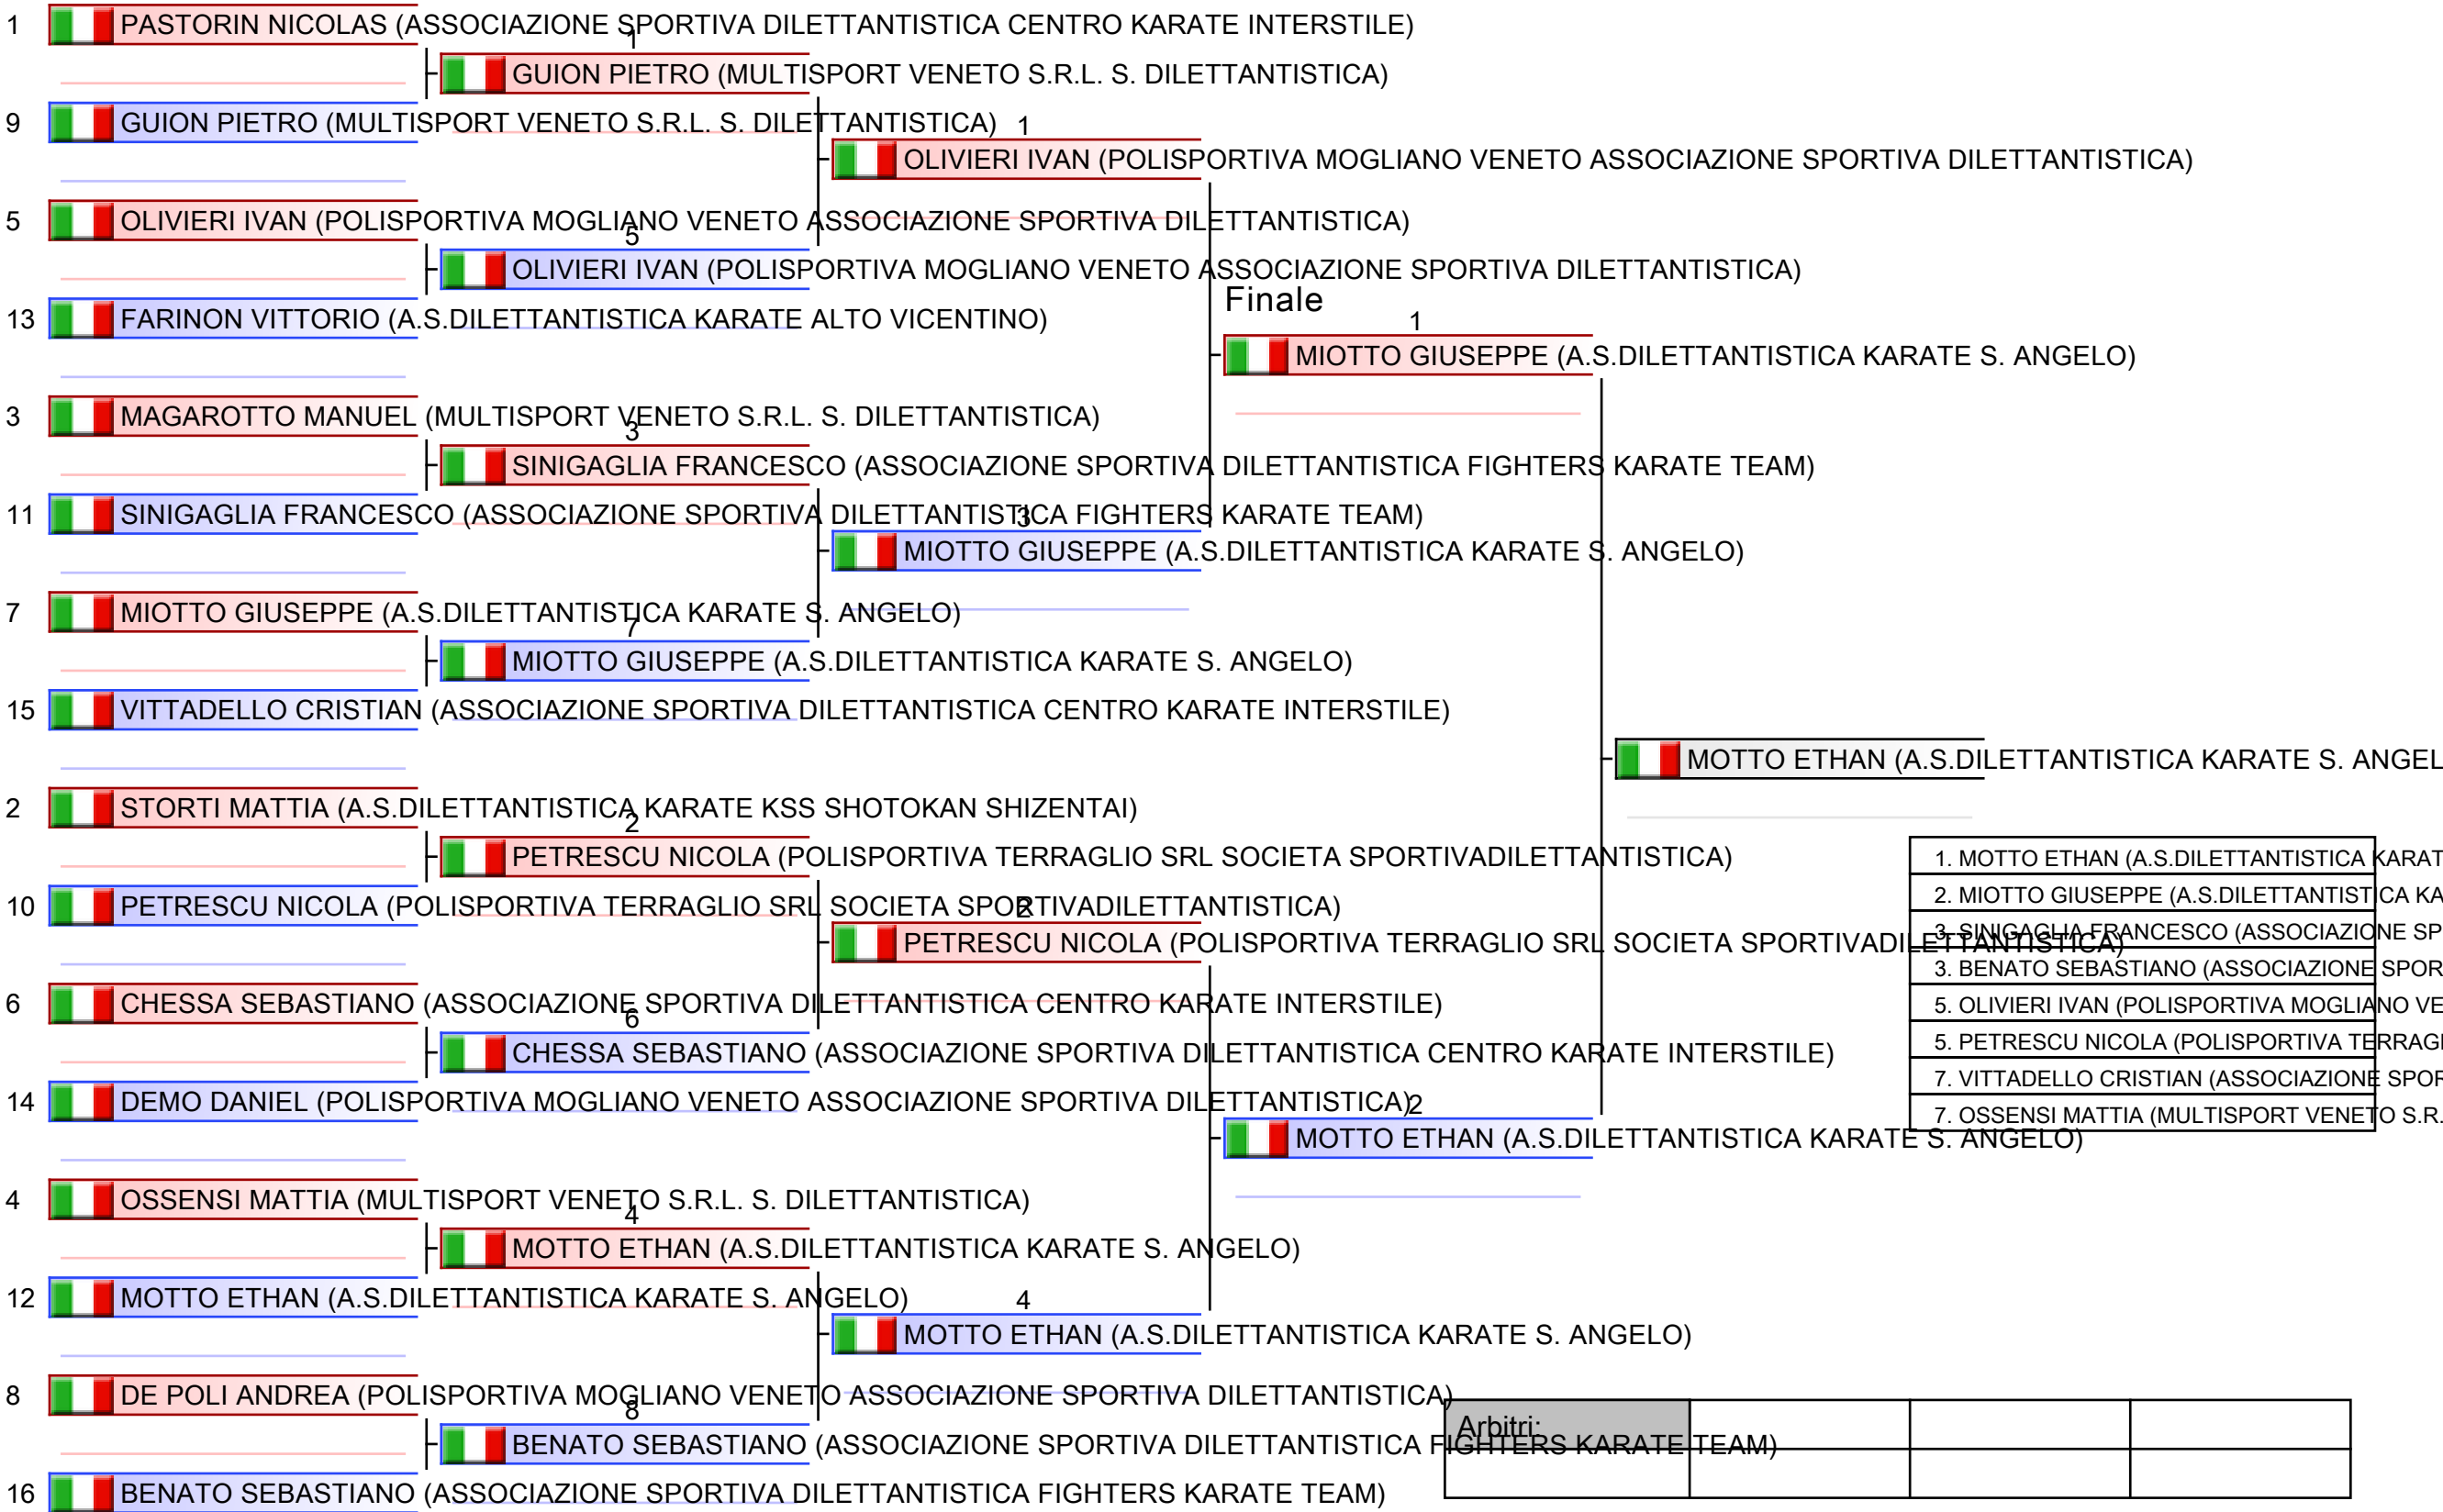 1 PASTORIN NICOLAS (ASSOCIAZIONE SPORTIVA DILETTANTISTICA CENTRO KARATE INTERSTILE)
1
GUION PIETRO (MULTISPORT VENETO S.R.L. S. DILETTANTISTICA)
9 GUION PIETRO (MULTISPORT VENETO S.R.L. S. DILETTANTISTICA)
1
OLIVIERI IVAN (POLISPORTIVA MOGLIANO VENETO ASSOCIAZIONE SPORTIVA DILETTANTISTICA)
5 OLIVIERI IVAN (POLISPORTIVA MOGLIANO VENETO ASSOCIAZIONE SPORTIVA DILETTANTISTICA)
5
OLIVIERI IVAN (POLISPORTIVA MOGLIANO VENETO ASSOCIAZIONE SPORTIVA DILETTANTISTICA)
Finale
13 FARINON VITTORIO (A.S.DILETTANTISTICA KARATE ALTO VICENTINO)
1
MIOTTO GIUSEPPE (A.S.DILETTANTISTICA KARATE S. ANGELO)
3 MAGAROTTO MANUEL (MULTISPORT VENETO S.R.L. S. DILETTANTISTICA)
3
SINIGAGLIA FRANCESCO (ASSOCIAZIONE SPORTIVA DILETTANTISTICA FIGHTERS KARATE TEAM)
11 SINIGAGLIA FRANCESCO (ASSOCIAZIONE SPORTIVA DILETTANTISTICA FIGHTERS KARATE TEAM)
3
MIOTTO GIUSEPPE (A.S.DILETTANTISTICA KARATE S. ANGELO)
7 MIOTTO GIUSEPPE (A.S.DILETTANTISTICA KARATE S. ANGELO)
7
MIOTTO GIUSEPPE (A.S.DILETTANTISTICA KARATE S. ANGELO)
15 VITTADELLO CRISTIAN (ASSOCIAZIONE SPORTIVA DILETTANTISTICA CENTRO KARATE INTERSTILE)
MOTTO ETHAN (A.S.DILETTANTISTICA KARATE S. ANGEL
2 STORTI MATTIA (A.S.DILETTANTISTICA KARATE KSS SHOTOKAN SHIZENTAI)
2
PETRESCU NICOLA (POLISPORTIVA TERRAGLIO SRL SOCIETA SPORTIVADILETTANTISTICA)
10 PETRESCU NICOLA (POLISPORTIVA TERRAGLIO SRL SOCIETA SPORTIVADILETTANTISTICA)
2
PETRESCU NICOLA (POLISPORTIVA TERRAGLIO SRL SOCIETA SPORTIVADILETTANTISTICA)
6 CHESSA SEBASTIANO (ASSOCIAZIONE SPORTIVA DILETTANTISTICA CENTRO KARATE INTERSTILE)
6
CHESSA SEBASTIANO (ASSOCIAZIONE SPORTIVA DILETTANTISTICA CENTRO KARATE INTERSTILE)
14 DEMO DANIEL (POLISPORTIVA MOGLIANO VENETO ASSOCIAZIONE SPORTIVA DILETTANTISTICA)
2
MOTTO ETHAN (A.S.DILETTANTISTICA KARATE S. ANGELO)
1. MOTTO ETHAN (A.S.DILETTANTISTICA KARAT
2. MIOTTO GIUSEPPE (A.S.DILETTANTISTICA KA
3. SINIGAGLIA FRANCESCO (ASSOCIAZIONE SP
3. BENATO SEBASTIANO (ASSOCIAZIONE SPOR
5. OLIVIERI IVAN (POLISPORTIVA MOGLIANO VE
5. PETRESCU NICOLA (POLISPORTIVA TERRAGL
7. VITTADELLO CRISTIAN (ASSOCIAZIONE SPOR
7. OSSENSI MATTIA (MULTISPORT VENETO S.R.
4 OSSENSI MATTIA (MULTISPORT VENETO S.R.L. S. DILETTANTISTICA)
4
MOTTO ETHAN (A.S.DILETTANTISTICA KARATE S. ANGELO)
12 MOTTO ETHAN (A.S.DILETTANTISTICA KARATE S. ANGELO)
4
MOTTO ETHAN (A.S.DILETTANTISTICA KARATE S. ANGELO)
8 DE POLI ANDREA (POLISPORTIVA MOGLIANO VENETO ASSOCIAZIONE SPORTIVA DILETTANTISTICA)
8
BENATO SEBASTIANO (ASSOCIAZIONE SPORTIVA DILETTANTISTICA FIGHTERS KARATE TEAM)
Arbitri:
16 BENATO SEBASTIANO (ASSOCIAZIONE SPORTIVA DILETTANTISTICA FIGHTERS KARATE TEAM)